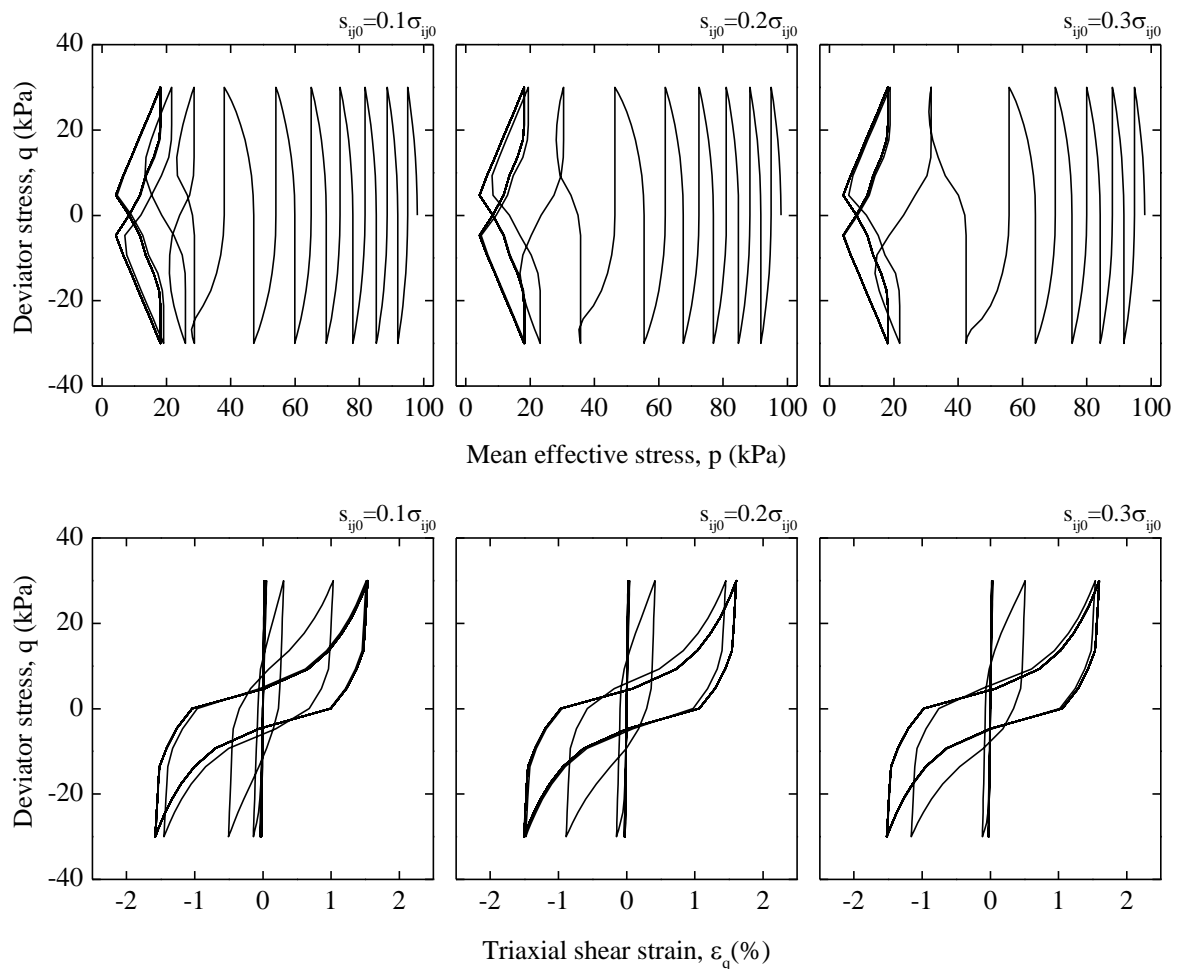 s_ij0=0.1σ_ij0 s_ij0=0.2σ_ij0 s_ij0=0.3σ_ij0
40
20
0
-20
-40
Deviator stress, q (kPa)
0 20 40 60 80 100 0 20 40 60 80 100 0 20 40 60 80 100
Mean effective stress, p (kPa)
s_ij0=0.1σ_ij0 s_ij0=0.2σ_ij0 s_ij0=0.3σ_ij0
40
20
0
-20
-40
Deviator stress, q (kPa)
-2 -1 0 1 2 -2 -1 0 1 2 -2 -1 0 1 2
Triaxial shear strain, ε_q(%)